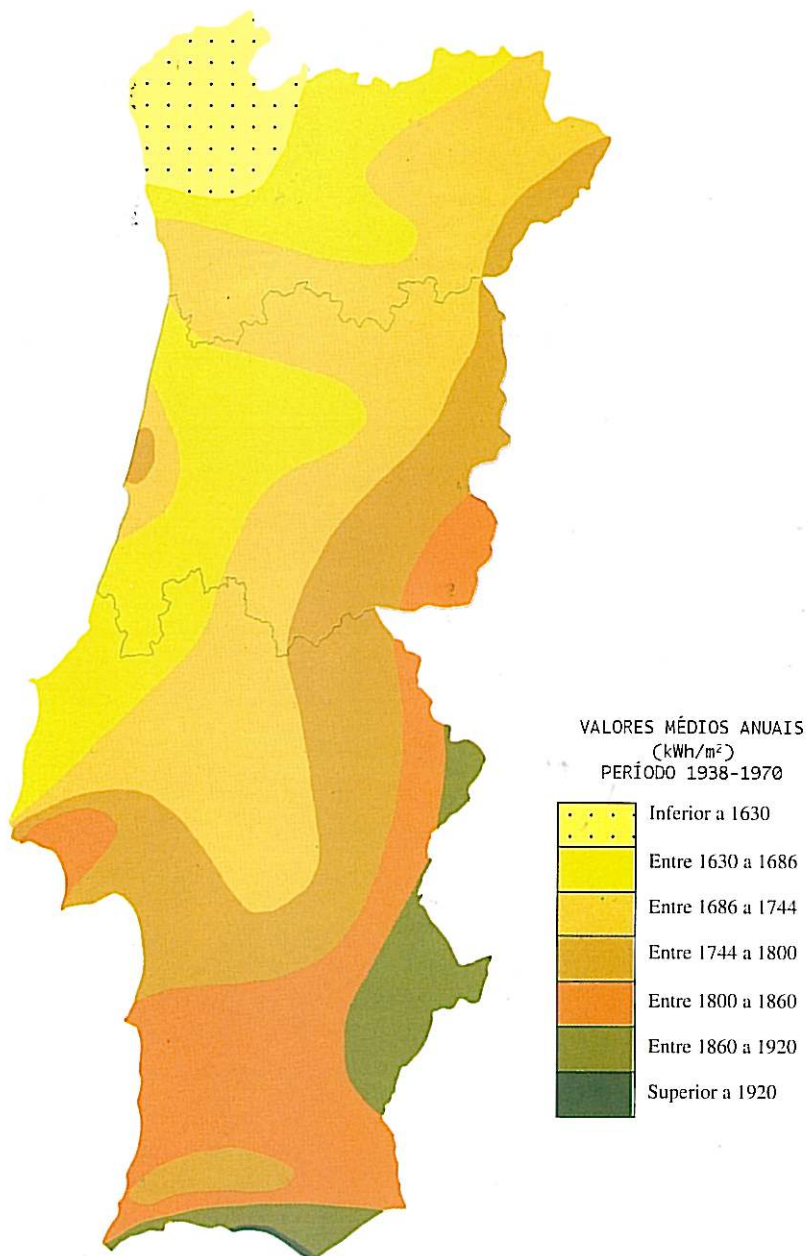 VALORES MÉDIOS ANUAIS
(kWh/m²)
PERÍODO 1938-1970
Inferior a 1630
Entre 1630 a 1686
Entre 1686 a 1744
Entre 1744 a 1800
Entre 1800 a 1860
Entre 1860 a 1920
Superior a 1920